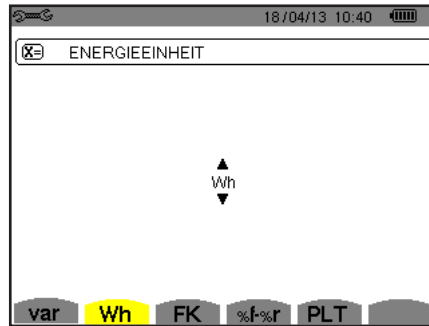 18/04/13 10:40
X= ENERGIEEINHEIT
Wh
var Wh FK %f-%r PLT